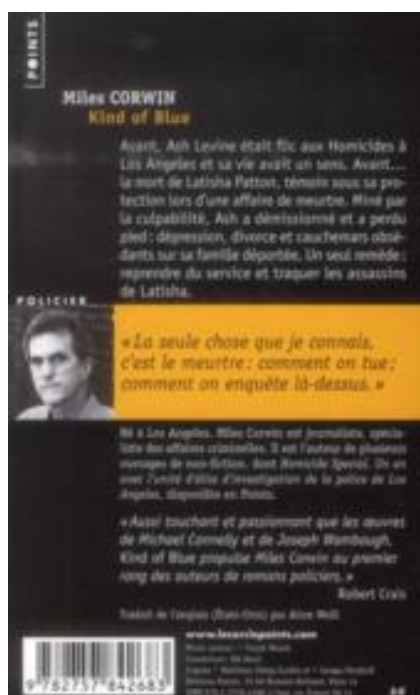 POINTS
Miles CORWIN
Kind of Blue
Avant, Ash Levine était flic aux Homicides à
Los Angeles et sa vie avait un sens. Avant...
la mort de Latisha Patton, témoin sous sa pro-
tection lors d'une affaire de meurtre. Miné par
la culpabilité, Ash a démissionné et a perdu
pied : dépression, divorce et cauchemars obsé-
dants sur sa famille déportée. Un seul remède :
reprendre du service et traquer les assassins
de Latisha.
POLICIER
« La seule chose que je connais,
c'est le meurtre : comment on tue ;
comment on enquête là-dessus. »
Né à Los Angeles, Miles Corwin est journaliste, spécia-
liste des affaires criminelles. Il est l'auteur de plusieurs
ouvrages de non-fiction, dont Homicide Special. Un an
avec l'unité d'élite d'investigation de la police de Los
Angeles, disponible en Points.
« Aussi touchant et passionnant que les œuvres
de Michael Connelly et de Joseph Wambaugh,
Kind of Blue propulse Miles Corwin au premier
rang des auteurs de romans policiers. »
Robert Crais
Traduit de l'anglais (États-Unis) par
www.lecerclepoints.com
9 782757 842683